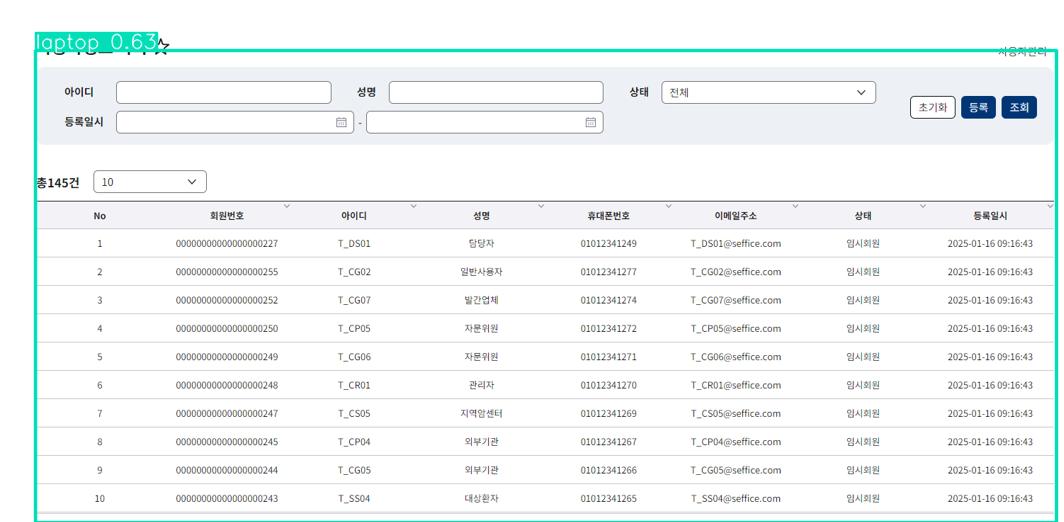 laptop 0.63
사용자관리
아이디 성명 상태 전체
초기화 등록 조회
등록일시 -
총145건 10
No 회원번호 아이디 성명 휴대폰번호 이메일주소 상태 등록일시
1 00000000000000000227 T_DS01 담당자 01012341249 T_DS01@seffice.com 임시회원 2025-01-16 09:16:43
2 00000000000000000255 T_CG02 일반사용자 01012341277 T_CG02@seffice.com 임시회원 2025-01-16 09:16:43
3 00000000000000000252 T_CG07 발간업체 01012341274 T_CG07@seffice.com 임시회원 2025-01-16 09:16:43
4 00000000000000000250 T_CP05 자문위원 01012341272 T_CP05@seffice.com 임시회원 2025-01-16 09:16:43
5 00000000000000000249 T_CG06 자문위원 01012341271 T_CG06@seffice.com 임시회원 2025-01-16 09:16:43
6 00000000000000000248 T_CR01 관리자 01012341270 T_CR01@seffice.com 임시회원 2025-01-16 09:16:43
7 00000000000000000247 T_CS05 지역암센터 01012341269 T_CS05@seffice.com 임시회원 2025-01-16 09:16:43
8 00000000000000000245 T_CP04 외부기관 01012341267 T_CP04@seffice.com 임시회원 2025-01-16 09:16:43
9 00000000000000000244 T_CG05 외부기관 01012341266 T_CG05@seffice.com 임시회원 2025-01-16 09:16:43
10 00000000000000000243 T_SS04 대상환자 01012341265 T_SS04@seffice.com 임시회원 2025-01-16 09:16:43